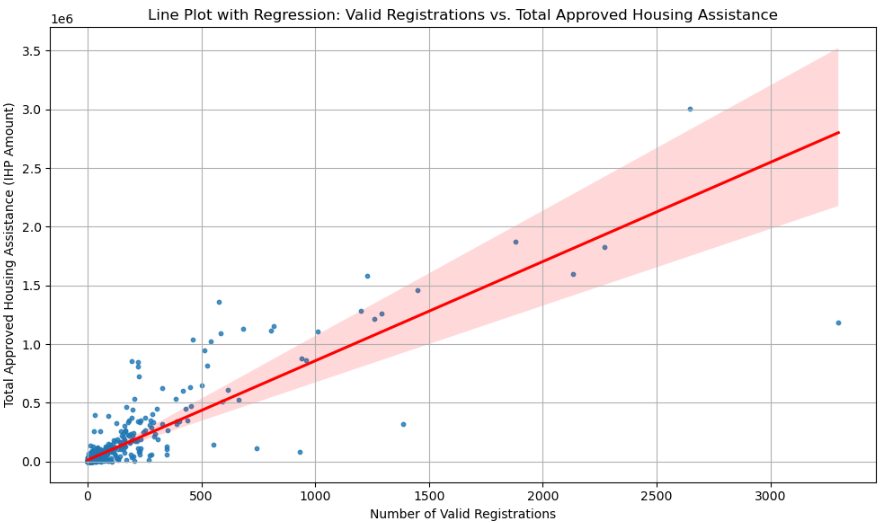 Line Plot with Regression: Valid Registrations vs. Total Approved Housing Assistance
1e6
3.5
3.0
2.5
2.0
1.5
1.0
0.5
0.0
Total Approved Housing Assistance (IHP Amount)
0 500 1000 1500 2000 2500 3000
Number of Valid Registrations